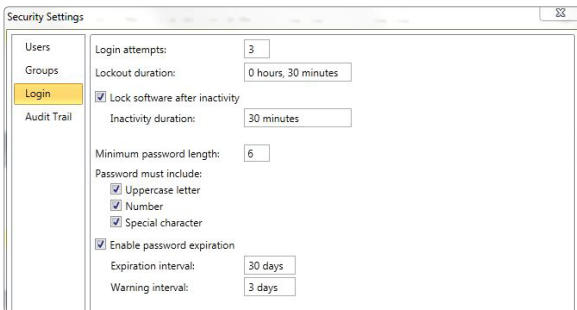 Security Settings
Users
Groups
Login
Audit Trail
Login attempts: 3
Lockout duration: 0 hours, 30 minutes
Lock software after inactivity
Inactivity duration: 30 minutes
Minimum password length: 6
Password must include:
Uppercase letter
Number
Special character
Enable password expiration
Expiration interval: 30 days
Warning interval: 3 days